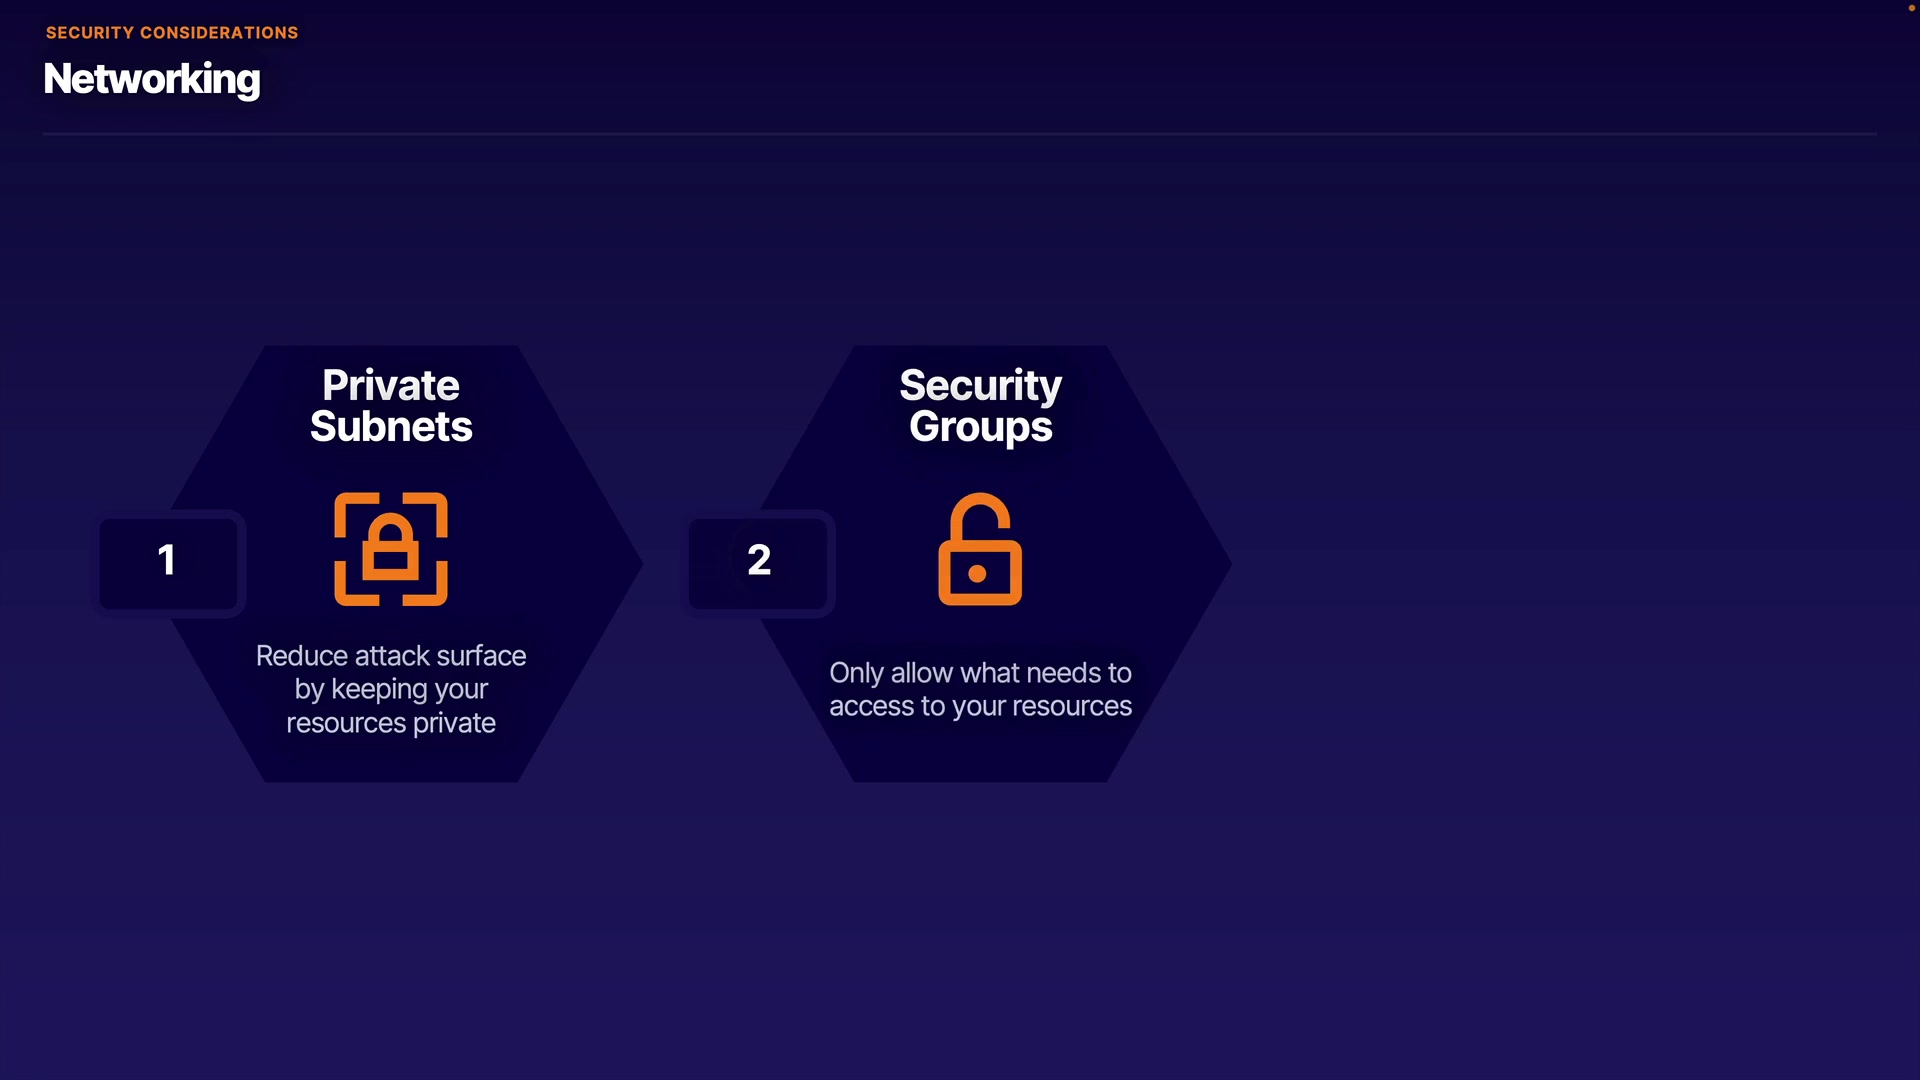 SECURITY CONSIDERATIONS
Networking
Private
Subnets
1
Reduce attack surface
by keeping your
resources private
Security
Groups
2
Only allow what needs to
access to your resources